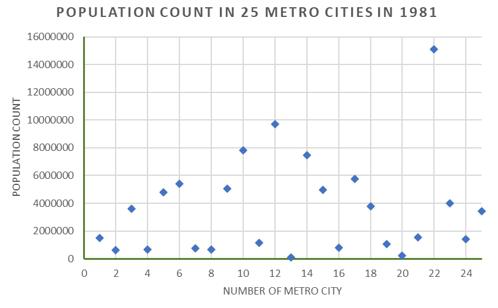 POPULATION COUNT IN 25 METRO CITIES IN 1981
16000000
14000000
12000000
10000000
8000000
6000000
4000000
2000000
0
POPULATION COUNT
0 2 4 6 8 10 12 14 16 18 20 22 24
NUMBER OF METRO CITY